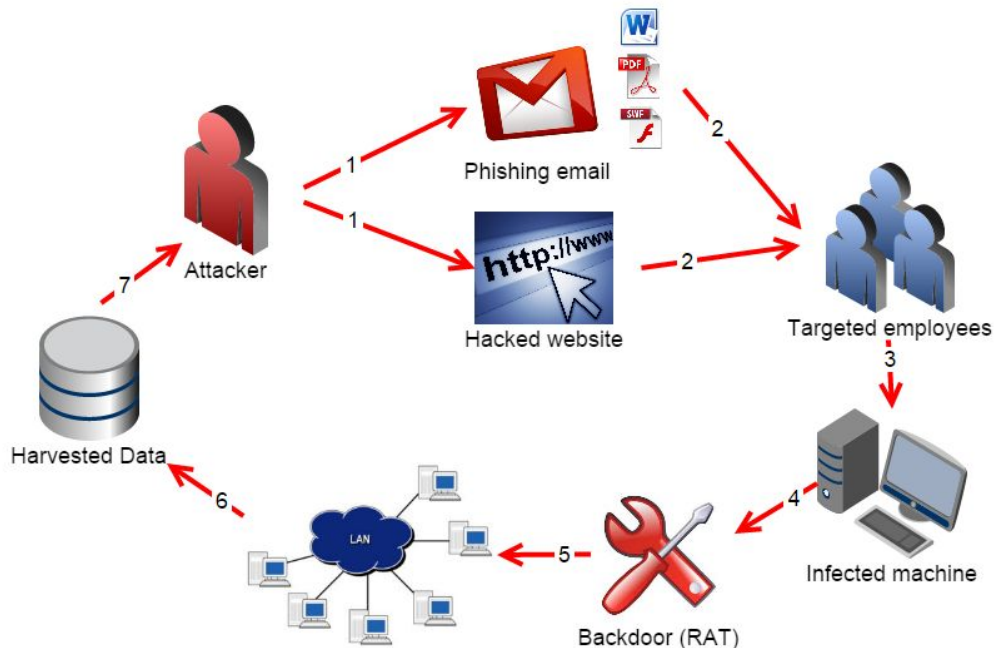 PDF
SWF
1
2
Phishing email
1
http://www
2
Attacker
7
Hacked website
Targeted employees
3
Harvested Data
6
LAN
5
4
Infected machine
Backdoor (RAT)